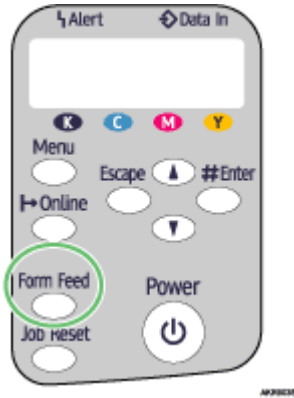 Alert Data In
K C M Y
Menu
Escape #Enter
Online
Form Feed
Power
Job Reset